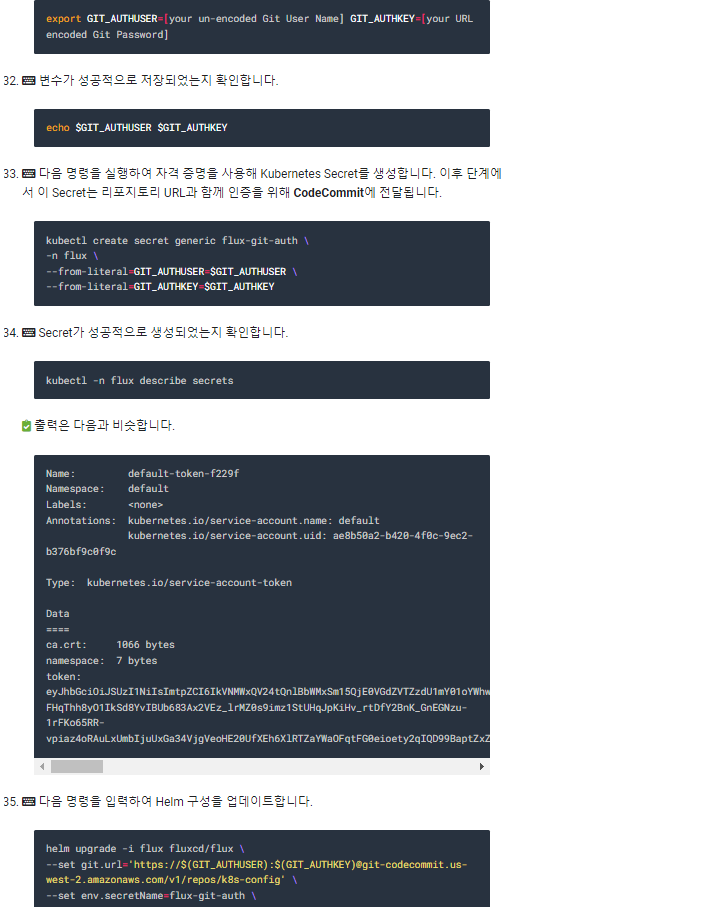 export GIT_AUTHUSER=[your un-encoded Git User Name] GIT_AUTHKEY=[your URL
encoded Git Password]
32. 변수가 성공적으로 저장되었는지 확인합니다.
echo $GIT_AUTHUSER $GIT_AUTHKEY
33. 다음 명령을 실행하여 자격 증명을 사용해 Kubernetes Secret를 생성합니다. 이후 단계에
서 이 Secret는 리포지토리 URL과 함께 인증을 위해 CodeCommit에 전달됩니다.
kubectl create secret generic flux-git-auth \
-n flux \
--from-literal=GIT_AUTHUSER=$GIT_AUTHUSER \
--from-literal=GIT_AUTHKEY=$GIT_AUTHKEY
34. Secret가 성공적으로 생성되었는지 확인합니다.
kubectl -n flux describe secrets
출력은 다음과 비슷합니다.
Name: default-token-f229f
Namespace: default
Labels: <none>
Annotations: kubernetes.io/service-account.name: default
kubernetes.io/service-account.uid: ae8b50a2-b420-4f0c-9ec2-
b376bf9c0f9c
Type: kubernetes.io/service-account-token
Data
====
ca.crt: 1066 bytes
namespace: 7 bytes
token:
eyJhbGciOiJSUzI1NiIsImtpZCI6IkVNMWxQV24tQnlBbWMxSm15QjE0VGdZVTZzdU1mY01oYWhw
FHqThh8yO1IkSd8YvIBUb683Ax2VEz_lrMZ0s9imz1StUHqJpKiHv_rtDfY2BnK_GnEGNzu-
1rFKo65RR-
vpiaz4oRAuLxUmbIjuUxGa34VjgVeoHE20UfXEh6XlRTZaYWaOFqtFG0eioety2qIQD99BaptZxZ
35. 다음 명령을 입력하여 Helm 구성을 업데이트합니다.
helm upgrade -i flux fluxcd/flux \
--set git.url='https://$(GIT_AUTHUSER):$(GIT_AUTHKEY)@git-codecommit.us-
west-2.amazonaws.com/v1/repos/k8s-config' \
--set env.secretName=flux-git-auth \